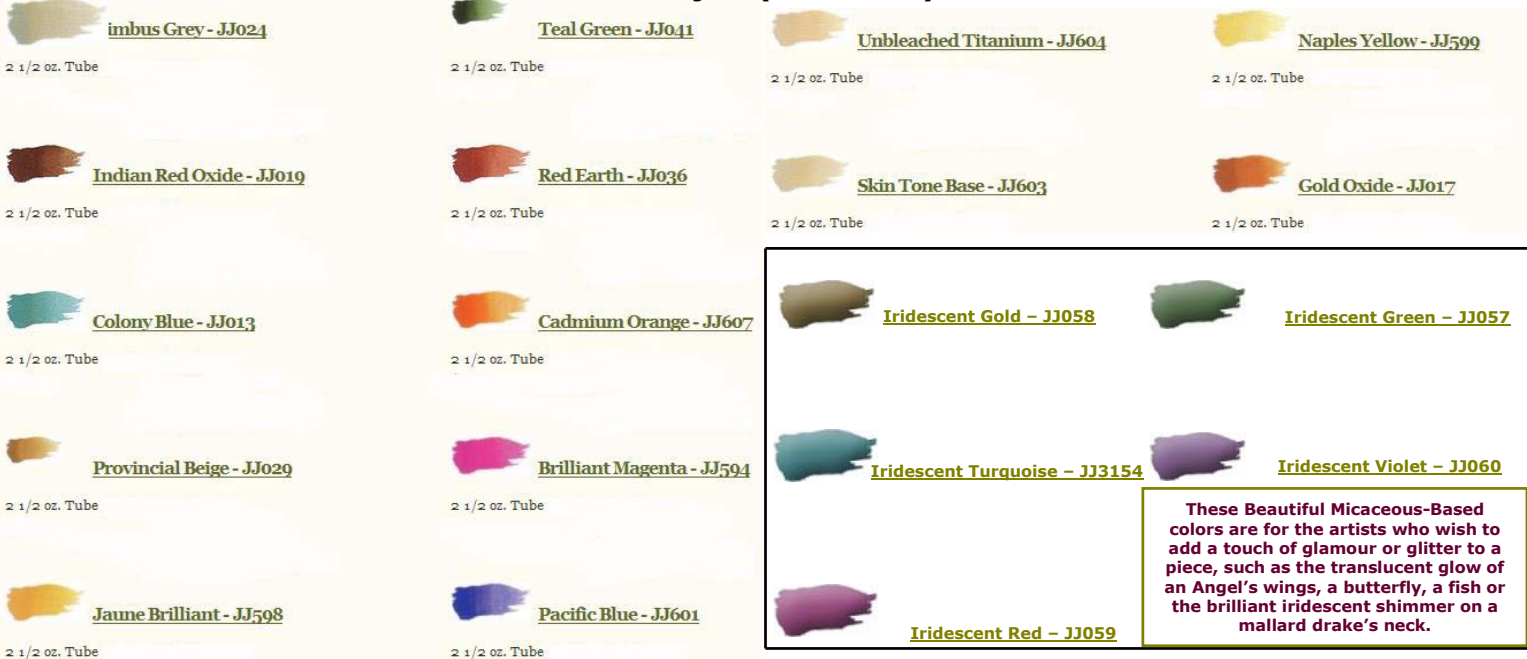 imbus Grey - JJ024
2 1/2 oz. Tube
Teal Green - JJ041
2 1/2 oz. Tube
Unbleached Titanium - JJ604
2 1/2 oz. Tube
Naples Yellow - JJ599
2 1/2 oz. Tube
Indian Red Oxide - JJ019
2 1/2 oz. Tube
Red Earth - JJ036
2 1/2 oz. Tube
Skin Tone Base - JJ603
2 1/2 oz. Tube
Gold Oxide - JJ017
2 1/2 oz. Tube
Colony Blue - JJ013
2 1/2 oz. Tube
Cadmium Orange - JJ607
2 1/2 oz. Tube
Iridescent Gold – JJ058
Iridescent Green – JJ057
Provincial Beige - JJ029
2 1/2 oz. Tube
Brilliant Magenta - JJ594
2 1/2 oz. Tube
Iridescent Turquoise – JJ3154
Iridescent Violet – JJ060
Jaune Brilliant - JJ598
2 1/2 oz. Tube
Pacific Blue - JJ601
2 1/2 oz. Tube
Iridescent Red – JJ059
These Beautiful Micaceous-Based
colors are for the artists who wish to
add a touch of glamour or glitter to a
piece, such as the translucent glow of
an Angel’s wings, a butterfly, a fish or
the brilliant iridescent shimmer on a
mallard drake’s neck.